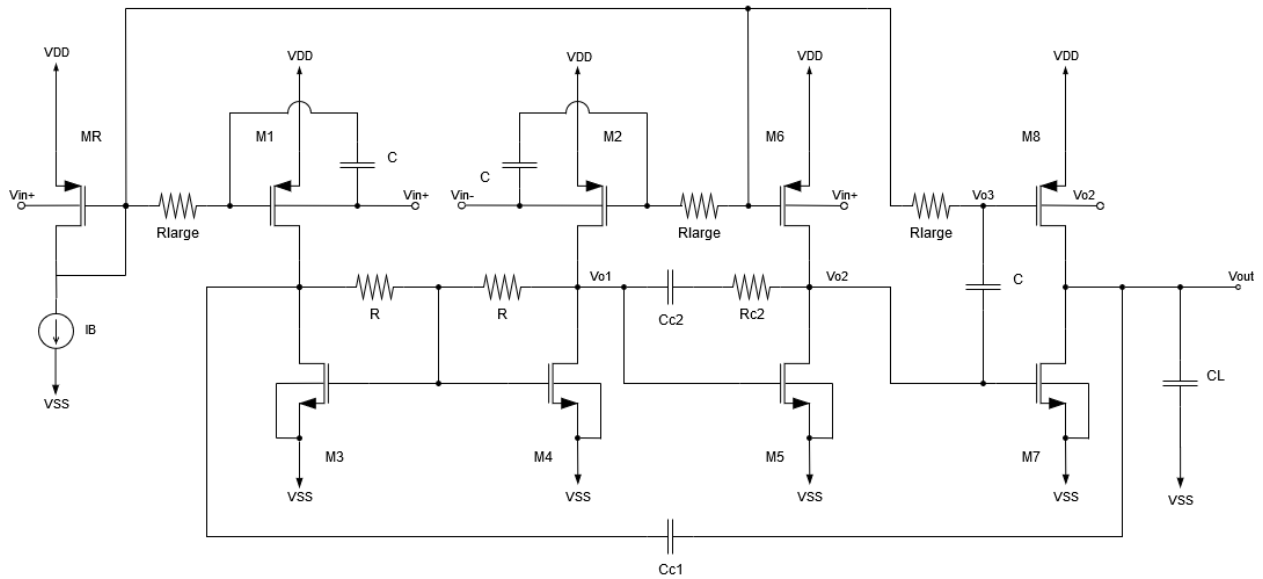 VDD VDD VDD VDD VDD
MR M1 M2 M6 M8
C C
Vin+ Vin+ Vin- Vin+ Vo3 Vo2
Rlarge Rlarge Rlarge
Vo1 Vo2 C Vout
R R Cc2 Rc2
IB
CL
VSS
M3 M4 M5 M7
VSS VSS VSS VSS VSS
Cc1